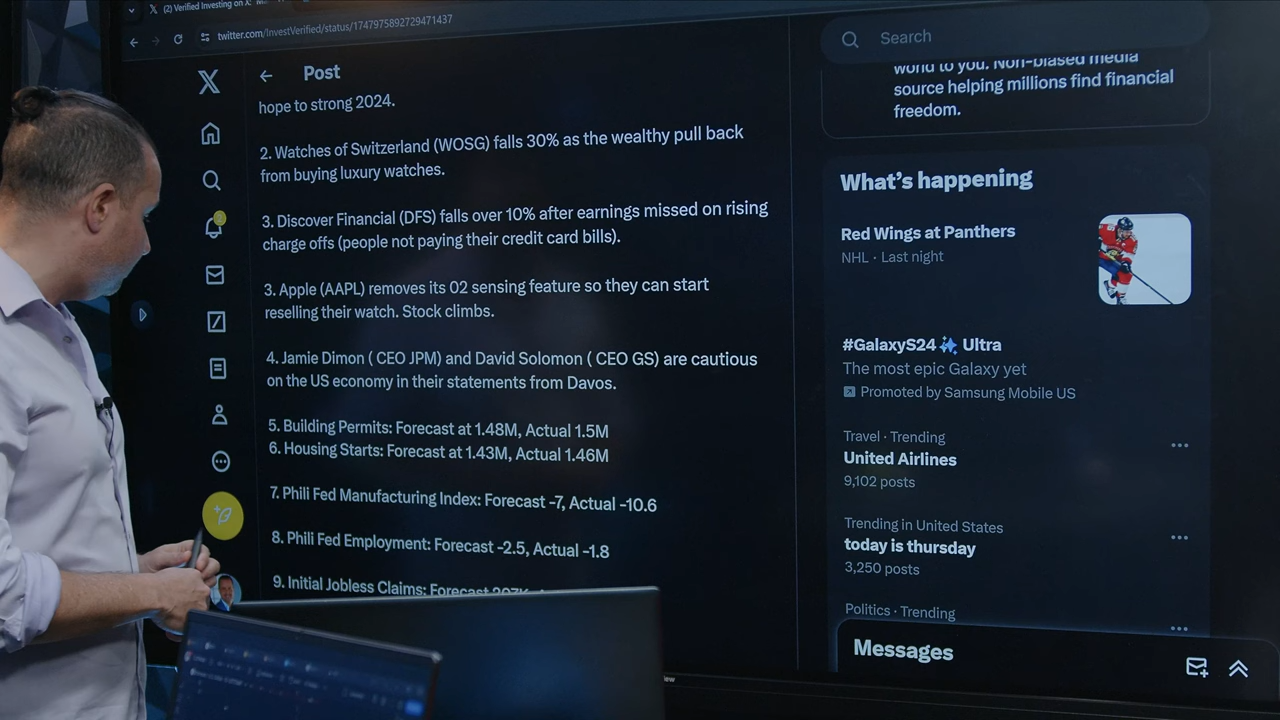 (2) Verified Investing on X:
twitter.com/InvestVerified/status/1747975892729471437
Post
hope to strong 2024.
2. Watches of Switzerland (WOSG) falls 30% as the wealthy pull back
from buying luxury watches.
3. Discover Financial (DFS) falls over 10% after earnings missed on rising
charge offs (people not paying their credit card bills).
3. Apple (AAPL) removes its 02 sensing feature so they can start
reselling their watch. Stock climbs.
4. Jamie Dimon ( CEO JPM) and David Solomon ( CEO GS) are cautious
on the US economy in their statements from Davos.
5. Building Permits: Forecast at 1.48M, Actual 1.5M
6. Housing Starts: Forecast at 1.43M, Actual 1.46M
7. Phili Fed Manufacturing Index: Forecast -7, Actual -10.6
8. Phili Fed Employment: Forecast -2.5, Actual -1.8
9. Initial Jobless Claims: Forecast
Search
world to you. Non-biased media
source helping millions find financial
freedom.
What's happening
Red Wings at Panthers
NHL · Last night
#GalaxyS24 Ultra
The most epic Galaxy yet
Promoted by Samsung Mobile US
Travel · Trending
United Airlines
9,102 posts
Trending in United States
today is thursday
3,250 posts
Politics · Trending
Messages